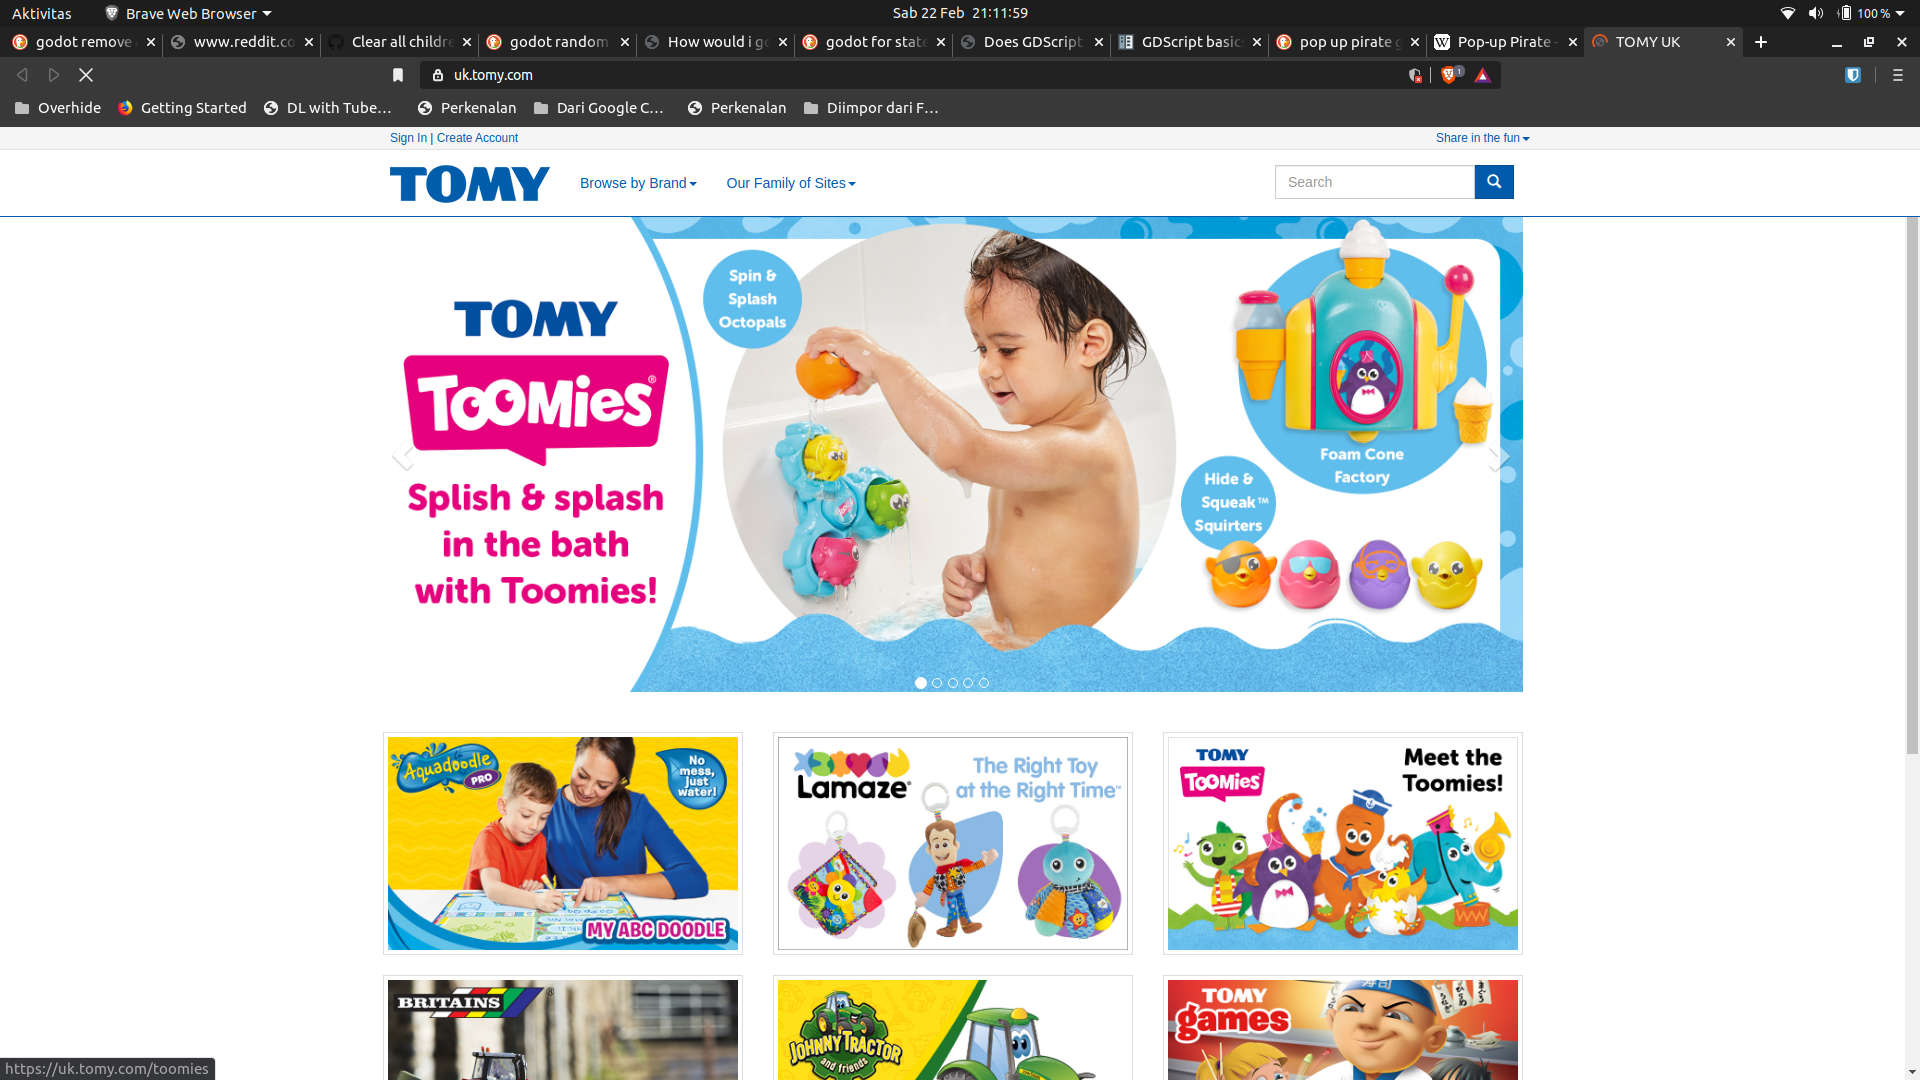 Aktivitas
Brave Web Browser
Sab 22 Feb 21:11:59
100 %
godot remove
www.reddit.co
Clear all childre
godot random
How would i go
godot for state
Does GDScript
GDScript basic
pop up pirate g
Pop-up Pirate -
TOMY UK
uk.tomy.com
1
Overhide
Getting Started
DL with Tube…
Perkenalan
Dari Google C…
Perkenalan
Diimpor dari F…
Sign In | Create Account
Share in the fun
TOMY
Browse by Brand
Our Family of Sites
Search
TOMY
TOOMiES®
Splish & splash
in the bath
with Toomies!
Spin &
Splash
Octopals
Foam Cone
Factory
Hide &
Squeak™
Squirters
Aquadoodle
PRO
No
mess,
just
water!
MY ABC DOODLE
Lamaze®
The Right Toy
at the Right Time™
TOMY
TOOMiES
Meet the
Toomies!
BRITAINS®
JOHNNY TRACTOR
and friends
TOMY
games
寿司
https://uk.tomy.com/toomies